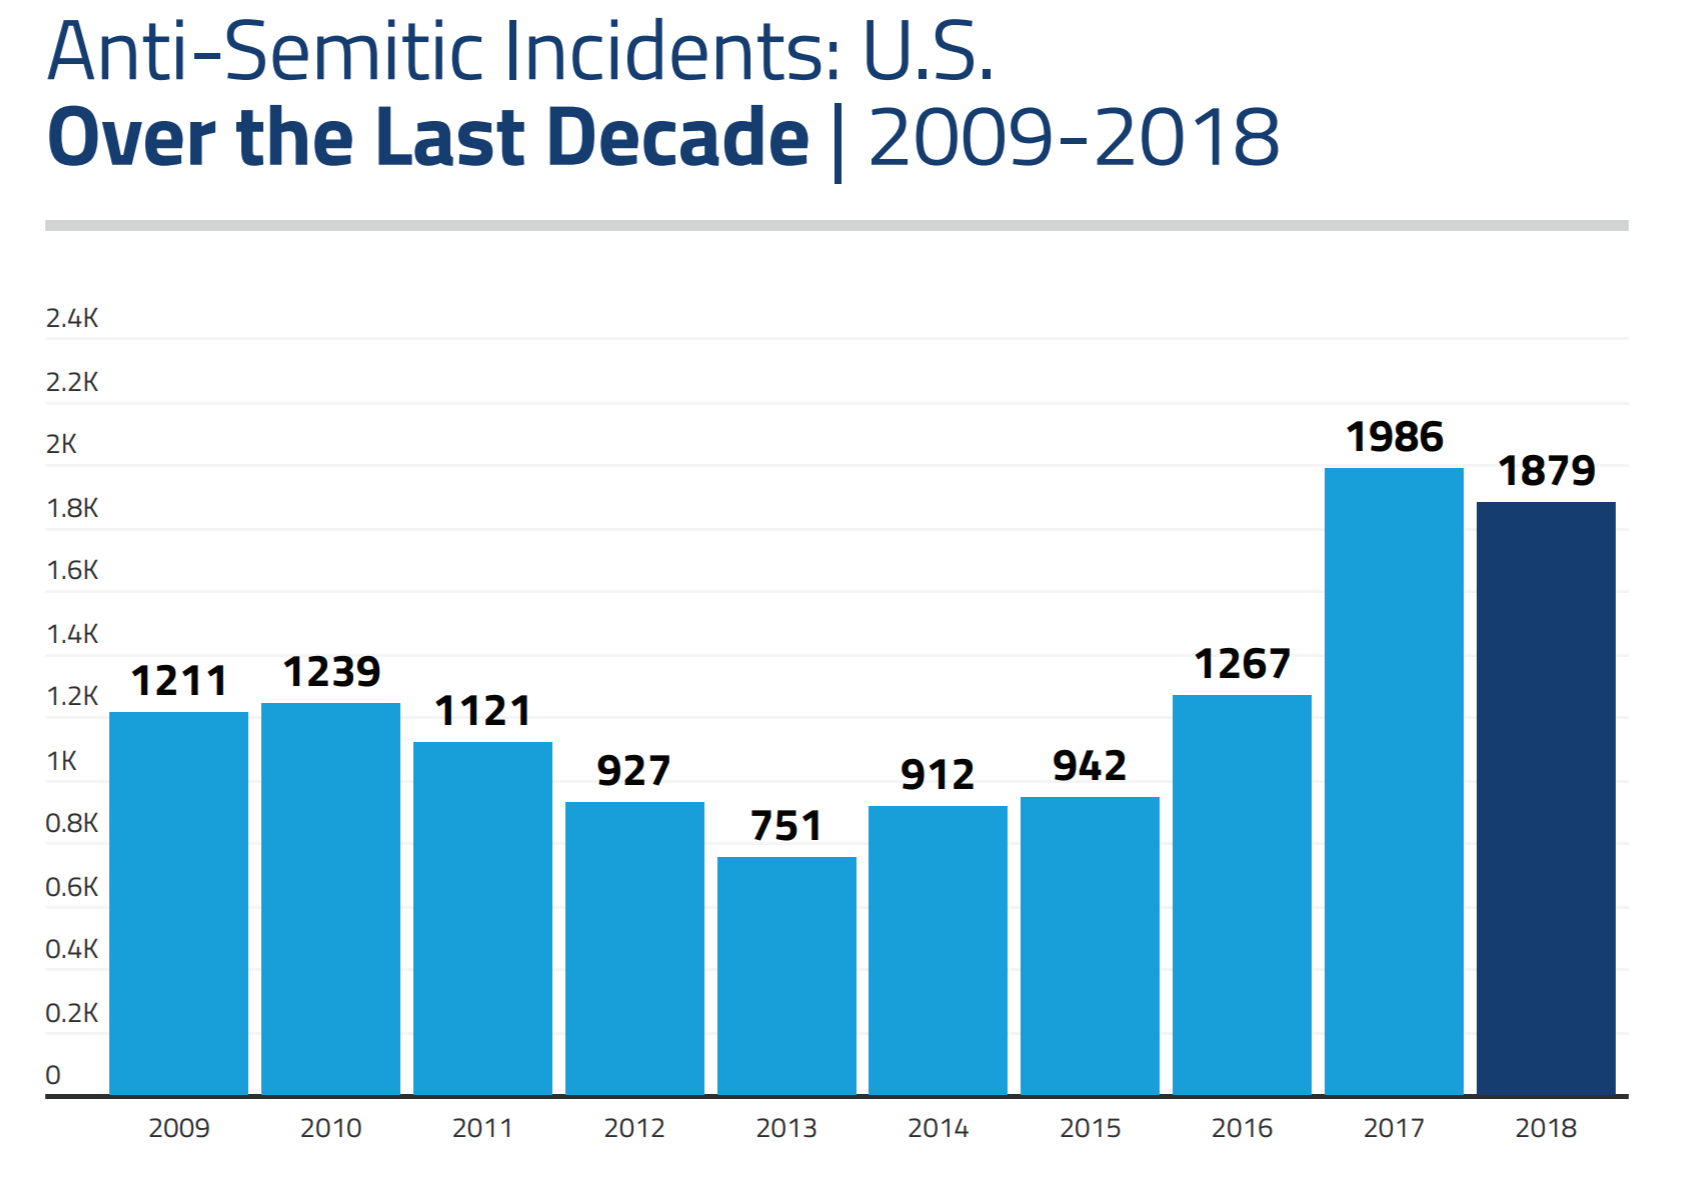 Anti-Semitic Incidents: U.S.
Over the Last Decade | 2009-2018
2.4K
2.2K
2K
1.8K
1.6K
1.4K
1.2K
1K
0.8K
0.6K
0.4K
0.2K
0
1211
1239
1121
927
751
912
942
1267
1986
1879
2009 2010 2011 2012 2013 2014 2015 2016 2017 2018